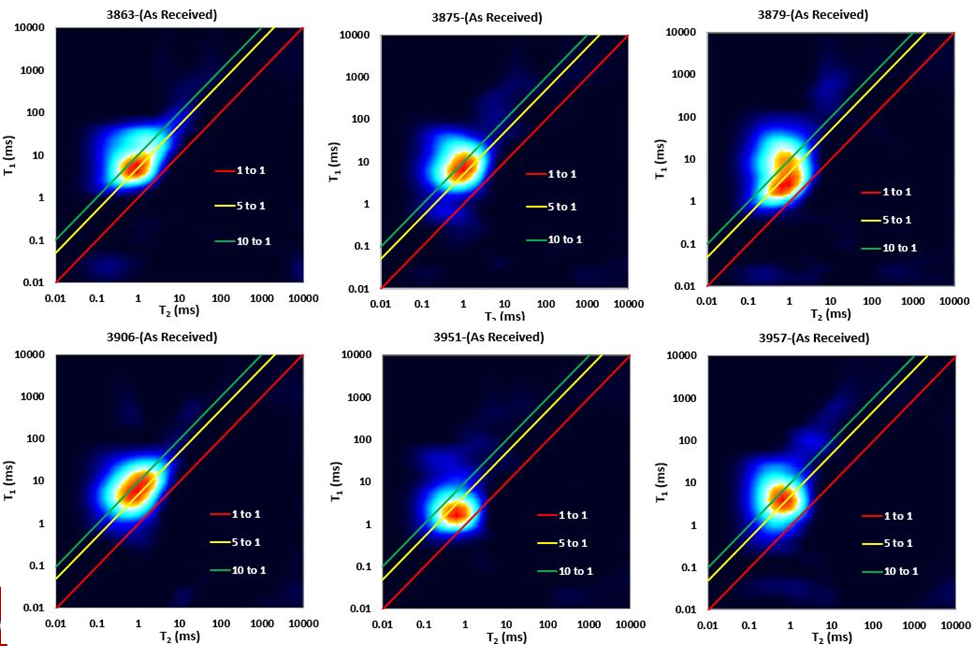 3863-(As Received)
10000
1000
100
10
1
0.1
0.01
T1 (ms)
1 to 1
5 to 1
10 to 1
0.01 0.1 1 10 100 1000 10000
T2 (ms)
3875-(As Received)
10000
1000
100
10
1
0.1
0.01
T1 (ms)
1 to 1
5 to 1
10 to 1
0.01 0.1 1 10 100 1000 10000
T2 (ms)
3879-(As Received)
10000
1000
100
10
1
0.1
0.01
T1 (ms)
1 to 1
5 to 1
10 to 1
0.01 0.1 1 10 100 1000 10000
T2 (ms)
3906-(As Received)
10000
1000
100
10
1
0.1
0.01
T1 (ms)
1 to 1
5 to 1
10 to 1
0.01 0.1 1 10 100 1000 10000
T2 (ms)
3951-(As Received)
10000
1000
100
10
1
0.1
0.01
T1 (ms)
1 to 1
5 to 1
10 to 1
0.01 0.1 1 10 100 1000 10000
T2 (ms)
3957-(As Received)
10000
1000
100
10
1
0.1
0.01
T1 (ms)
1 to 1
5 to 1
10 to 1
0.01 0.1 1 10 100 1000 10000
T2 (ms)